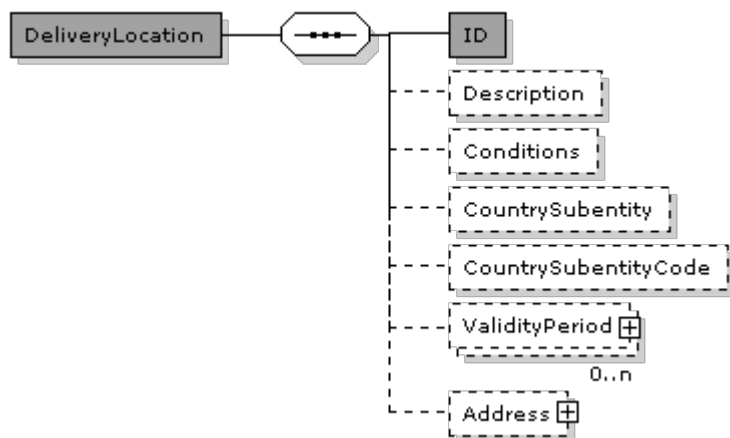 DeliveryLocation
ID
Description
Conditions
CountrySubentity
CountrySubentityCode
ValidityPeriod
0..n
Address